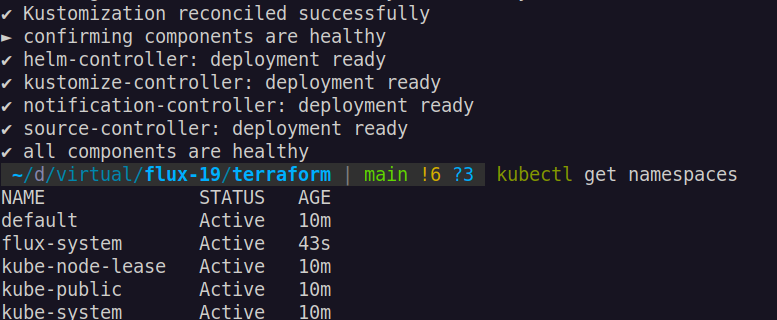 ✔ Kustomization reconciled successfully
► confirming components are healthy
✔ helm-controller: deployment ready
✔ kustomize-controller: deployment ready
✔ notification-controller: deployment ready
✔ source-controller: deployment ready
✔ all components are healthy
~/d/virtual/flux-19/terraform | main !6 ?3 kubectl get namespaces
NAME STATUS AGE
default Active 10m
flux-system Active 43s
kube-node-lease Active 10m
kube-public Active 10m
kube-system Active 10m